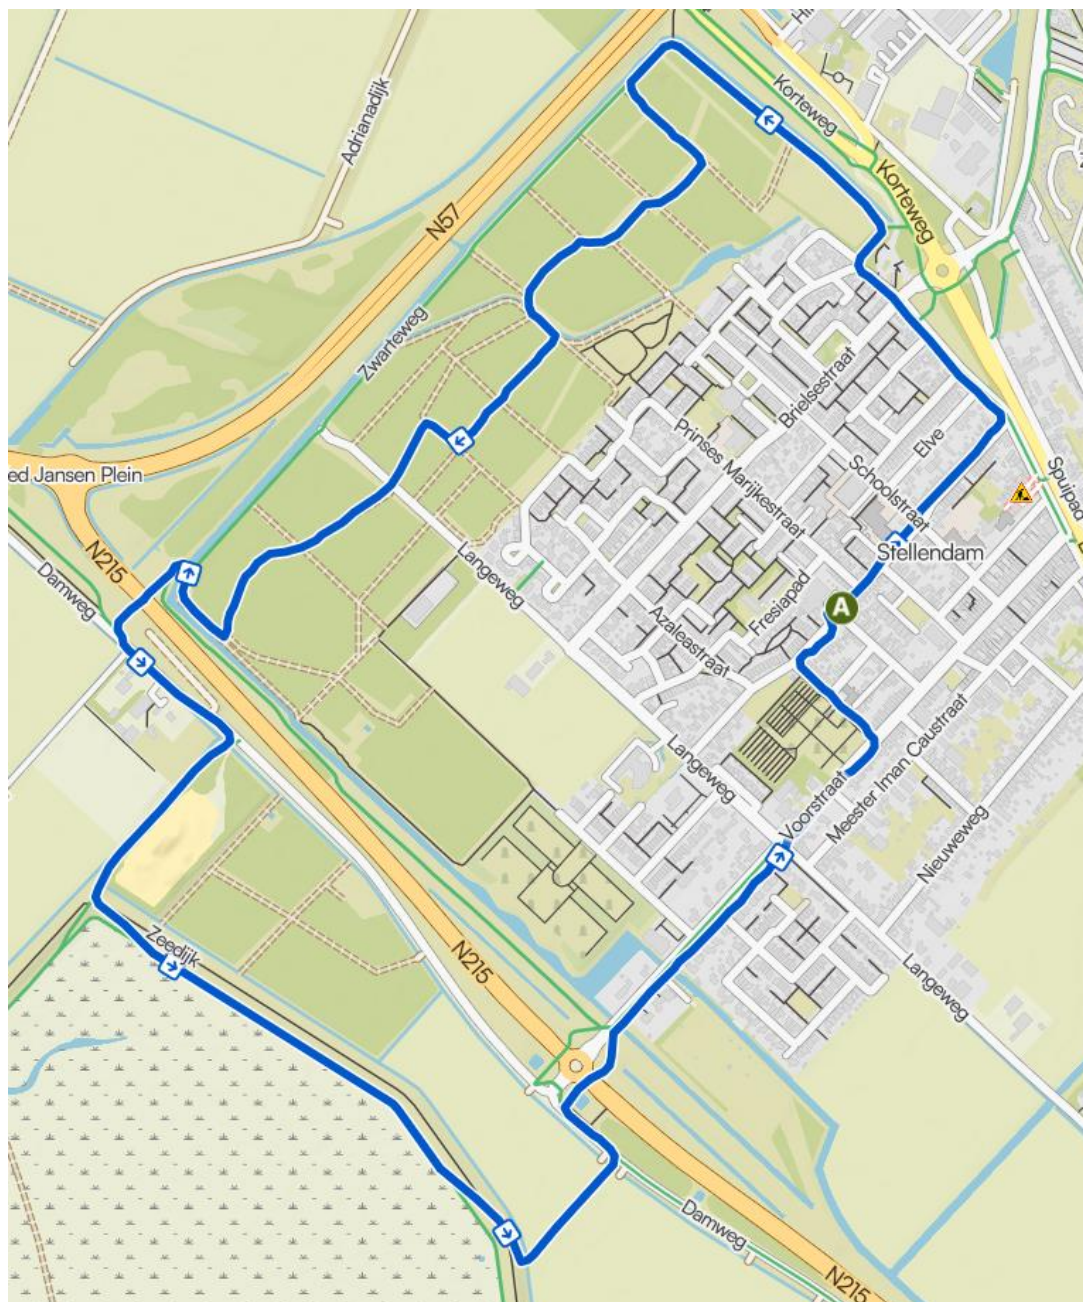 Korteweg
Adrianadijk
Korteweg
N57
Zwarteweg
Brielsestraat
Elve
Prinses Marijkestraat
Schoolstraat
ed Jansen Plein
Spuipad
N215
Stellendam
Damweg
Langeweg
Fresiapad
A
Azaleastraat
Langeweg
Meester Iman Caustraat
Voorstraat
Nieuweweg
Zeedijk
N215
Langeweg
Damweg
N215